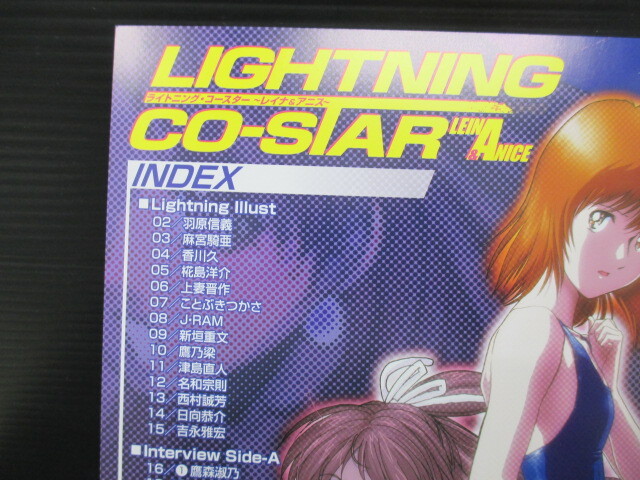 LIGHTNING
ライトニング・コースター ~レイナ&アニス~
CO-STAR LEINA & ANICE
INDEX
■Lightning Illust
02/羽原信義
03/麻宮騎亜
04/香川久
05/椛島洋介
06/上妻晋作
07/ことぶきつかさ
08/J・RAM
09/新垣重文
10/鷹乃梁
11/津島直人
12/名和宗則
13/西村誠芳
14/日向恭介
15/吉永雅宏
■Interview Side-A
16/❶鷹森淑乃